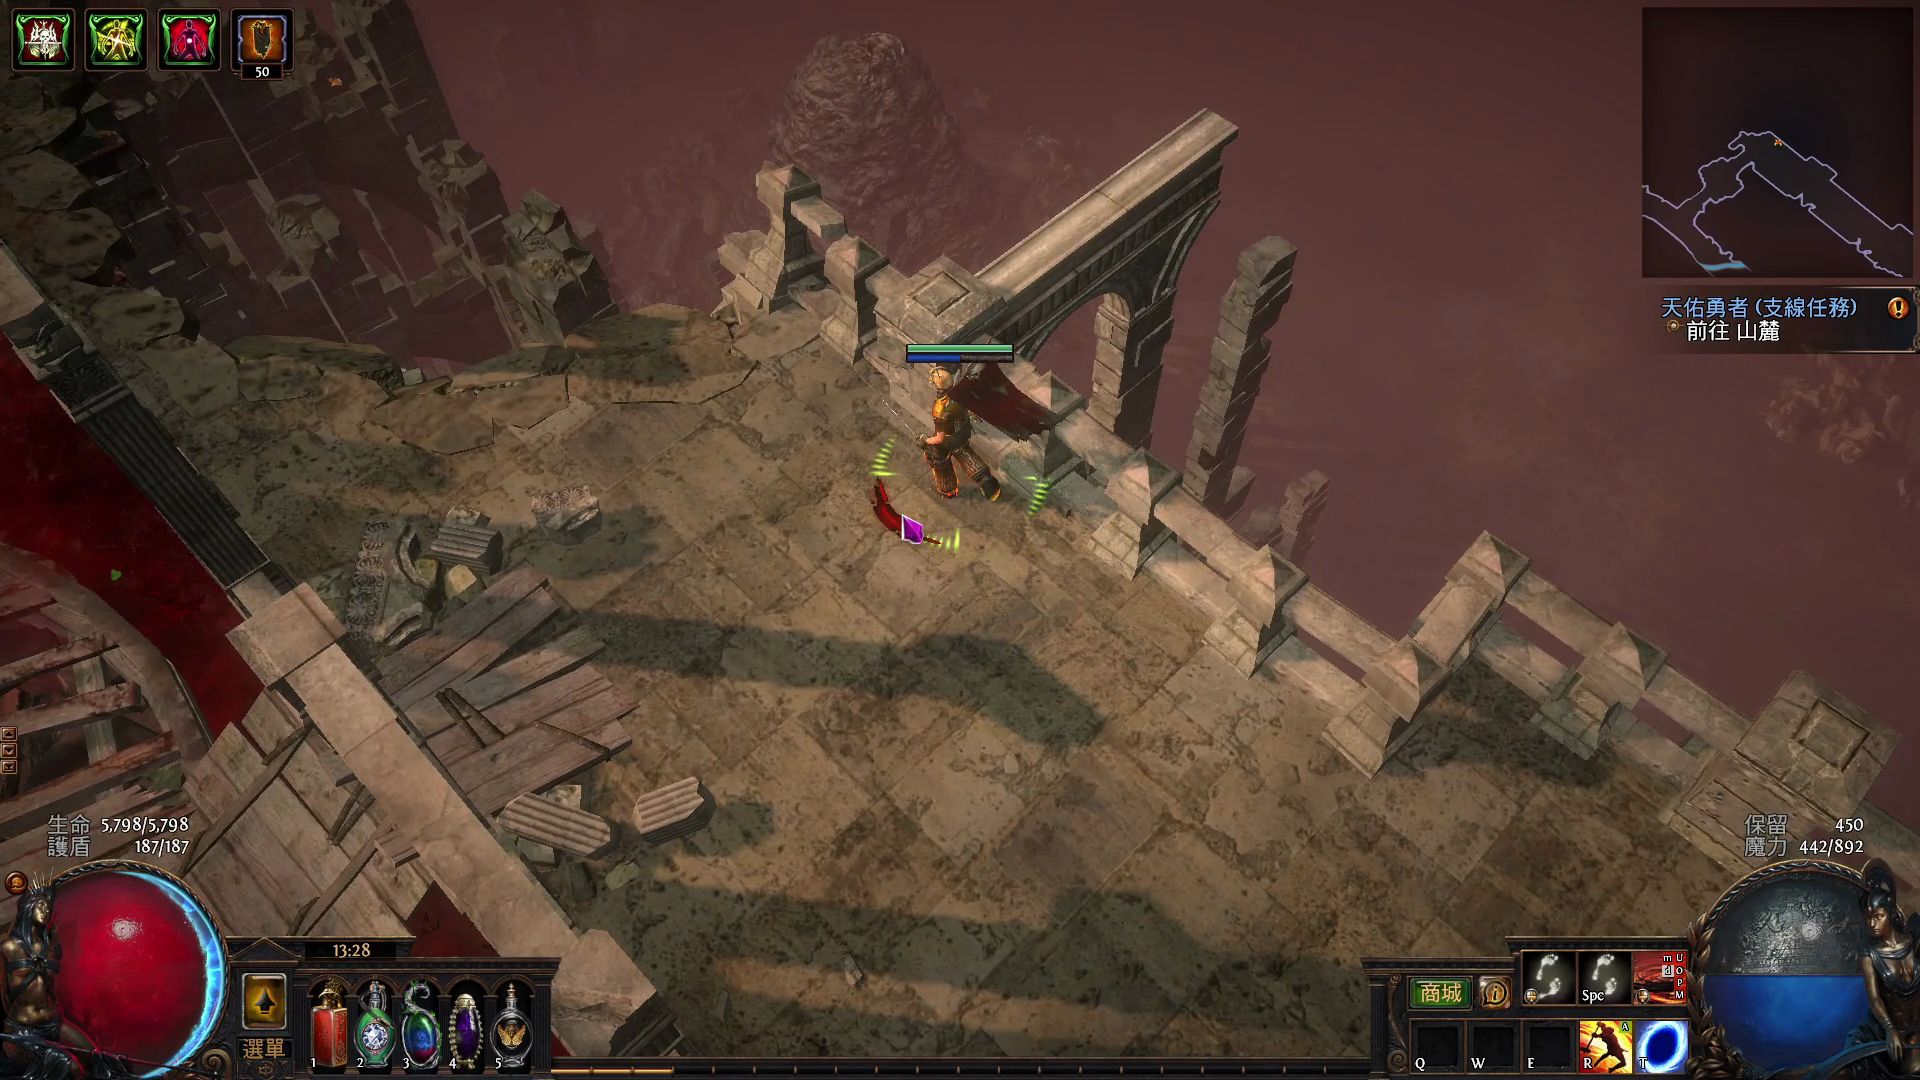 50
天佑勇者 (支線任務)
前往 山麓
生命 5,798/5,798
護盾 187/187
保留 450
魔力 442/892
13:28
選單
1 2 3 4 5
商城
Spc
m U
d O
P
M
A
Q W E R T